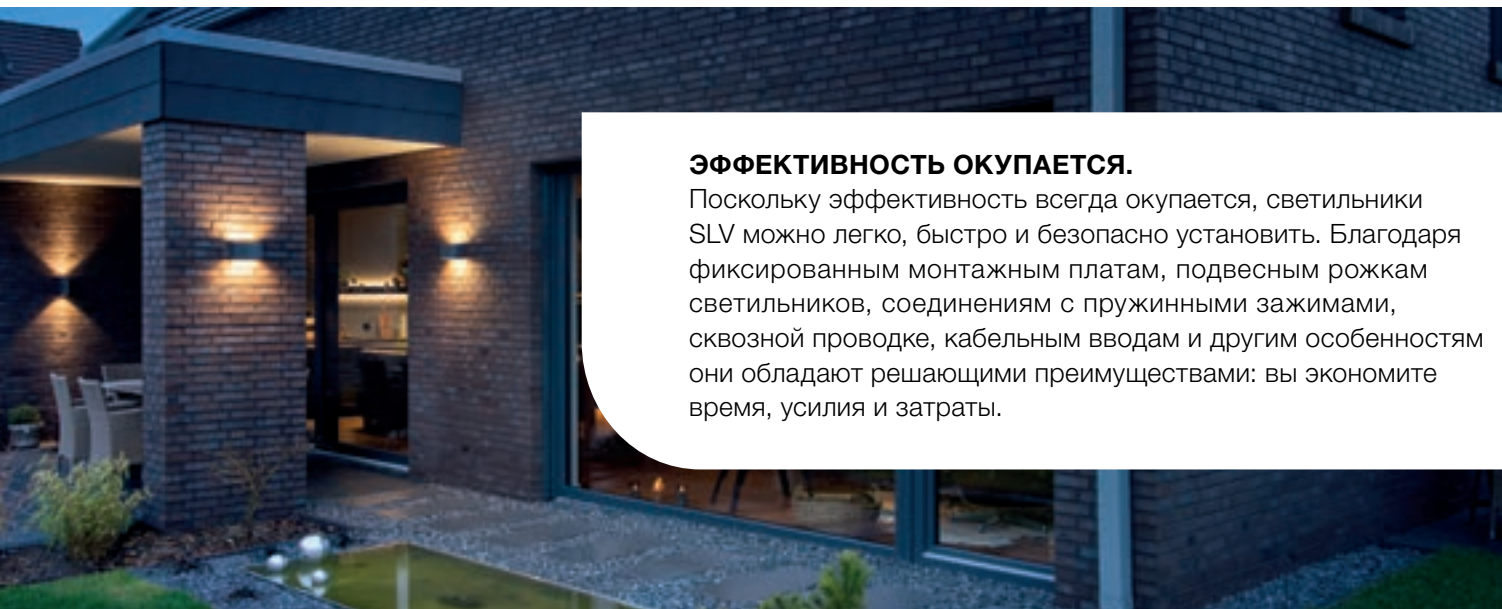 ЭФФЕКТИВНОСТЬ ОКУПАЕТСЯ.
Поскольку эффективность всегда окупается, светильники
SLV можно легко, быстро и безопасно установить. Благодаря
фиксированным монтажным платам, подвесным рожкам
светильников, соединениям с пружинными зажимами,
сквозной проводке, кабельным вводам и другим особенностям
они обладают решающими преимуществами: вы экономите
время, усилия и затраты.